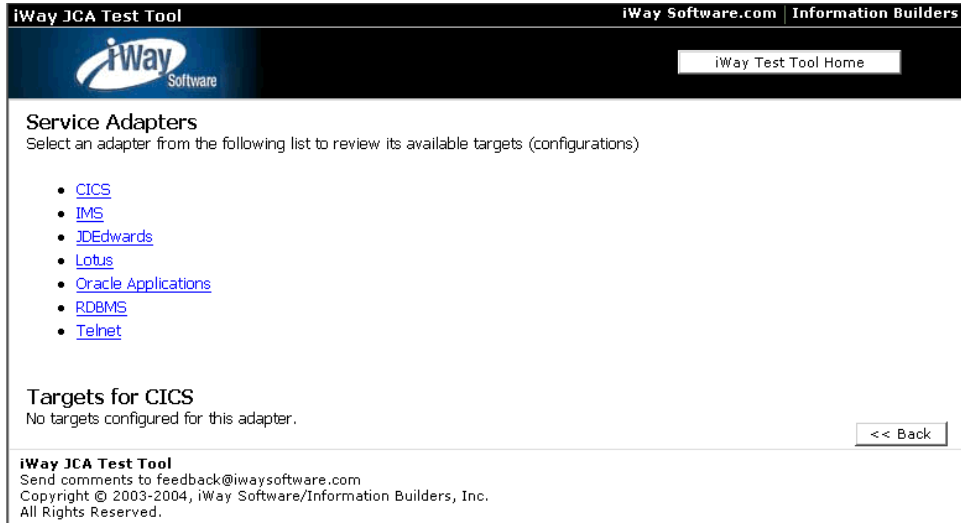 iWay JCA Test Tool
iWay Software.com | Information Builders
iWay
Software
iWay Test Tool Home
Service Adapters
Select an adapter from the following list to review its available targets (configurations)
• CICS
• IMS
• JDEdwards
• Lotus
• Oracle Applications
• RDBMS
• Telnet
Targets for CICS
No targets configured for this adapter.
<< Back
iWay JCA Test Tool
Send comments to feedback@iwaysoftware.com
Copyright © 2003-2004, iWay Software/Information Builders, Inc.
All Rights Reserved.